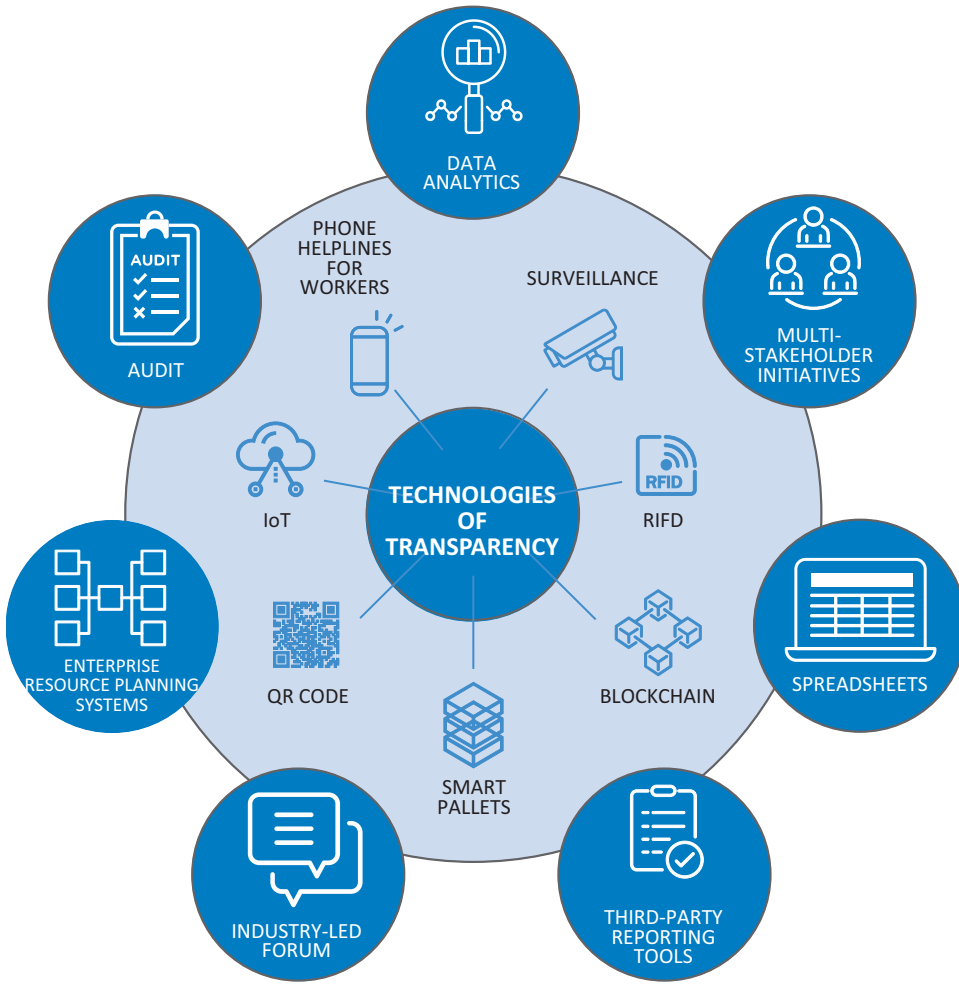 DATA
ANALYTICS
PHONE
HELPLINES
FOR
WORKERS
SURVEILLANCE
AUDIT
AUDIT
MULTI-
STAKEHOLDER
INITIATIVES
IoT
TECHNOLOGIES
OF
TRANSPARENCY
RFID
RIFD
ENTERPRISE
RESOURCE PLANNING
SYSTEMS
QR CODE
BLOCKCHAIN
SPREADSHEETS
SMART
PALLETS
INDUSTRY-LED
FORUM
THIRD-PARTY
REPORTING
TOOLS